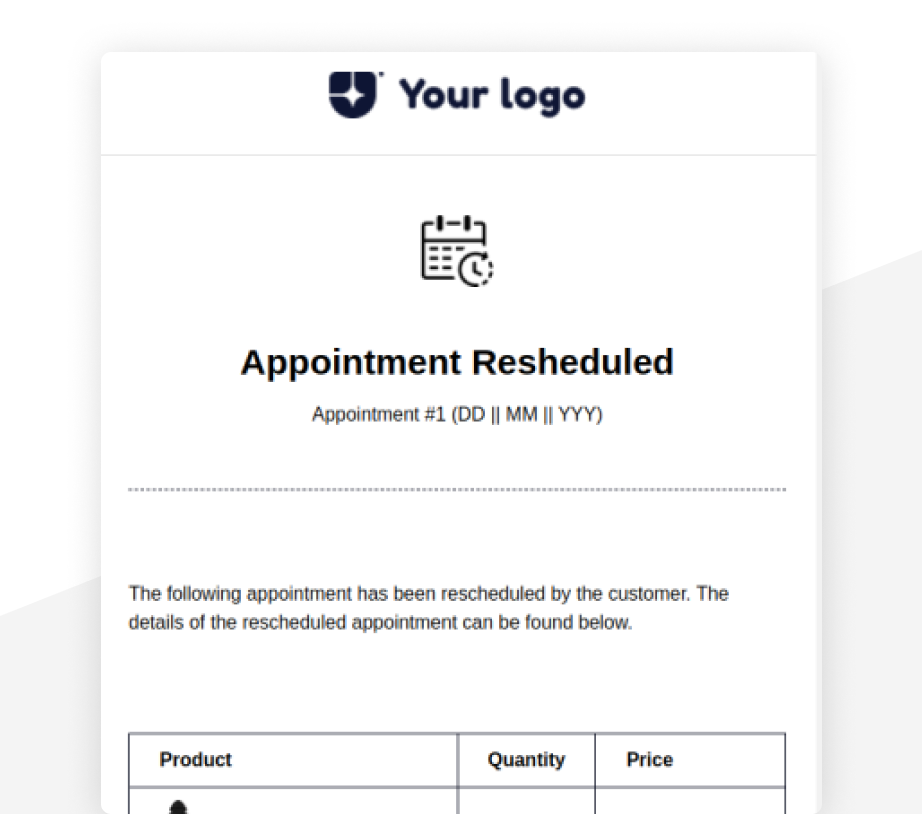 Your logo
Appointment Resheduled
Appointment #1 (DD || MM || YYY)
The following appointment has been rescheduled by the customer. The
details of the rescheduled appointment can be found below.
Product Quantity Price